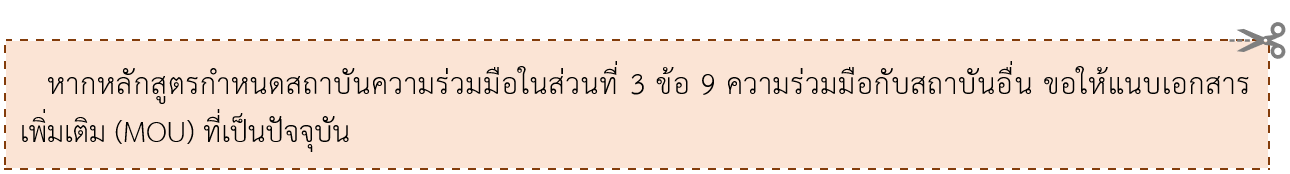 หากหลักสูตรกำหนดสถาบันความร่วมมือในส่วนที่ 3 ข้อ 9 ความร่วมมือกับสถาบันอื่น ขอให้แนบเอกสาร
เพิ่มเติม (MOU) ที่เป็นปัจจุบัน